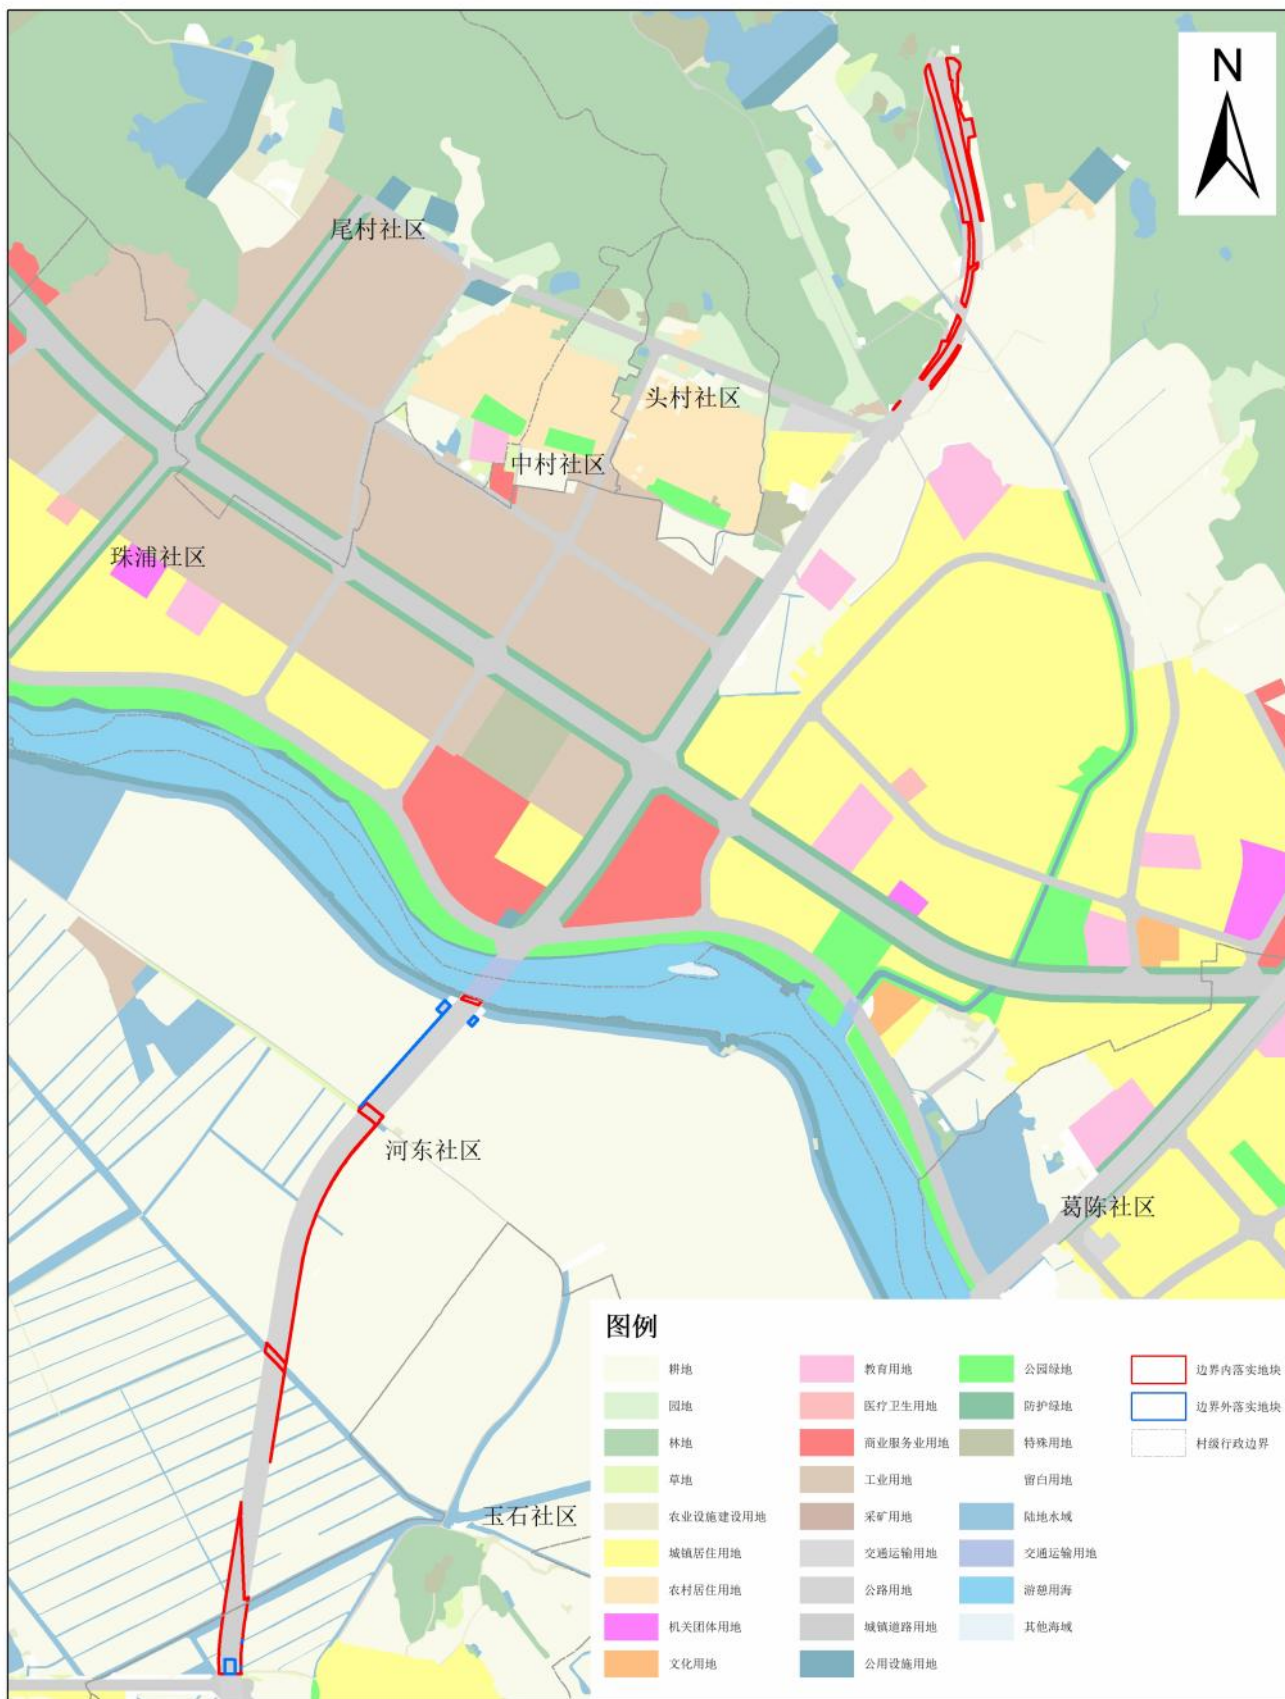 N
尾村社区
头村社区
中村社区
珠浦社区
河东社区
葛陈社区
玉石社区
图例
耕地
园地
林地
草地
农业设施建设用地
城镇居住用地
农村居住用地
机关团体用地
文化用地
教育用地
医疗卫生用地
商业服务业用地
工业用地
采矿用地
交通运输用地
公路用地
城镇道路用地
公用设施用地
公园绿地
防护绿地
特殊用地
留白用地
陆地水域
交通运输用地
游憩用海
其他海域
边界内落实地块
边界外落实地块
村级行政边界